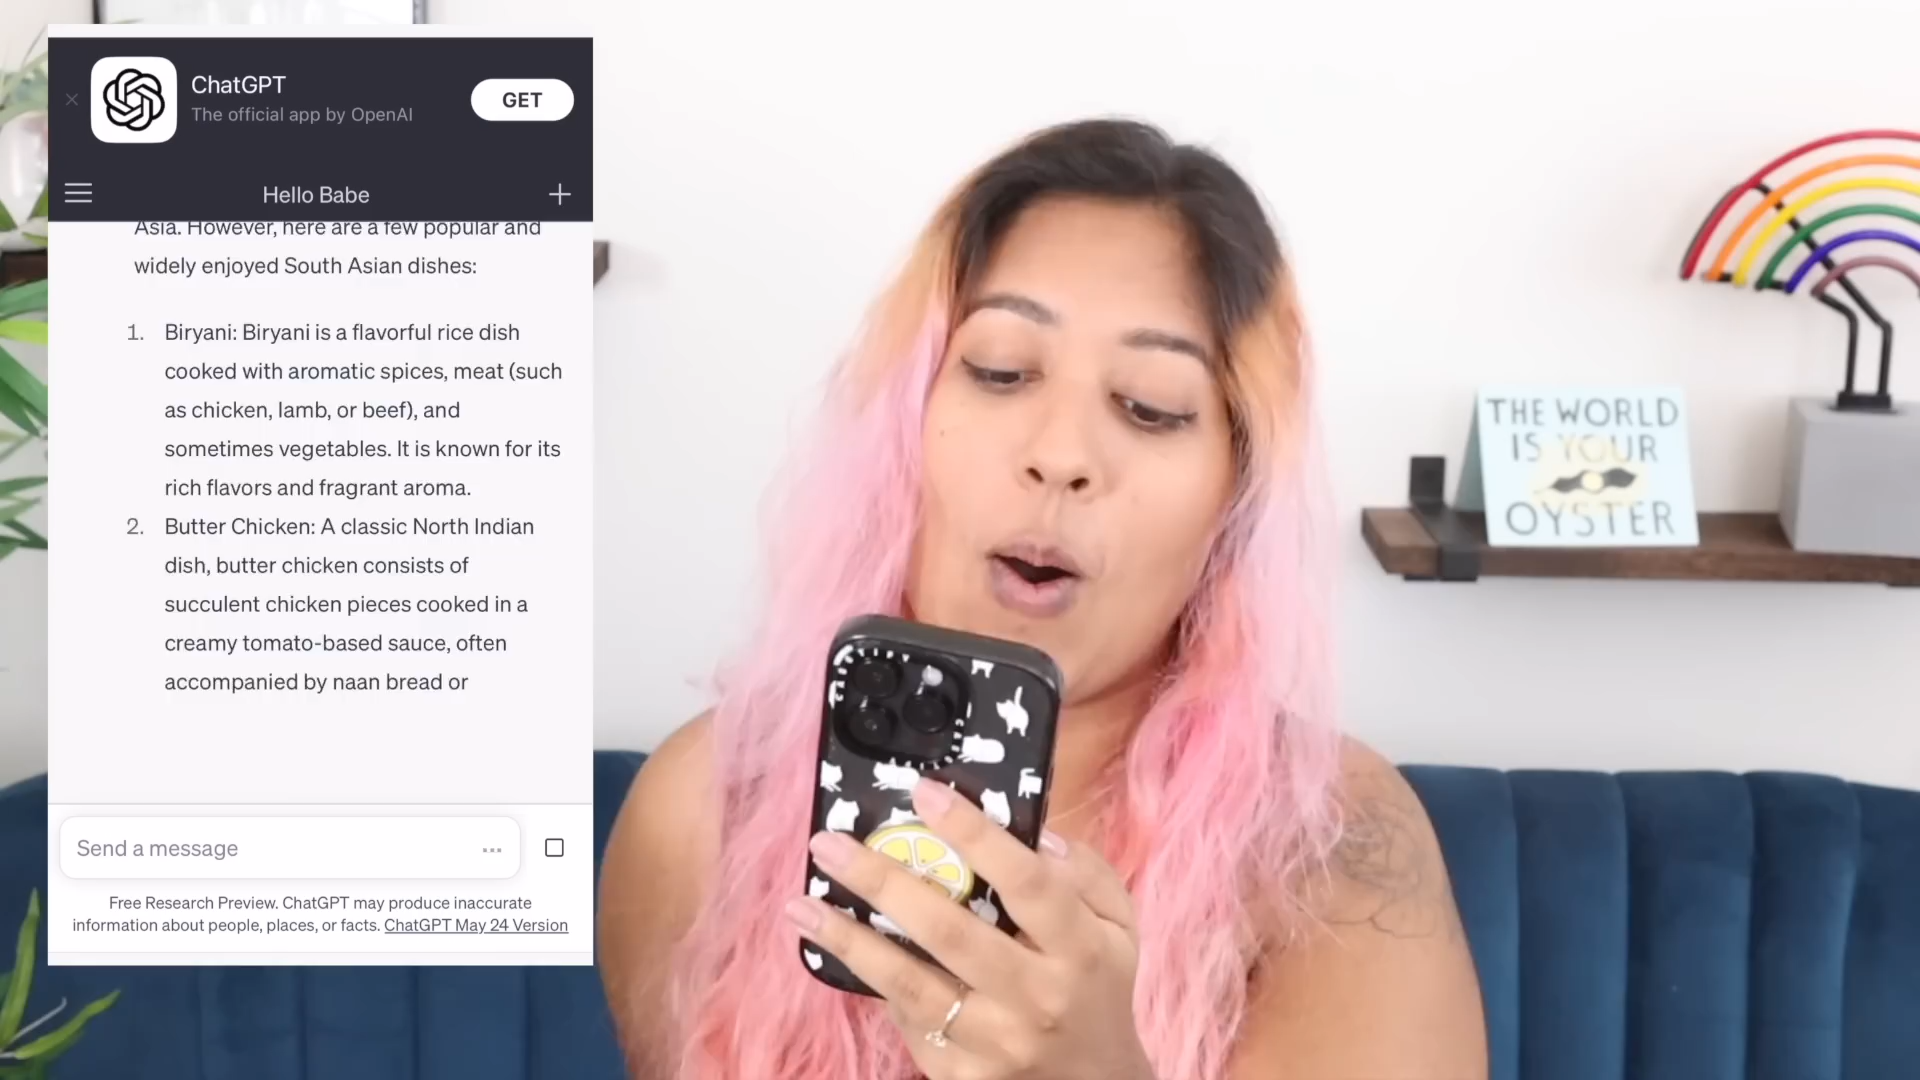 ChatGPT
The official app by OpenAI
GET
Hello Babe
Asia. However, here are a few popular and
widely enjoyed South Asian dishes:
1. Biryani: Biryani is a flavorful rice dish
cooked with aromatic spices, meat (such
as chicken, lamb, or beef), and
sometimes vegetables. It is known for its
rich flavors and fragrant aroma.
2. Butter Chicken: A classic North Indian
dish, butter chicken consists of
succulent chicken pieces cooked in a
creamy tomato-based sauce, often
accompanied by naan bread or
Send a message
Free Research Preview. ChatGPT may produce inaccurate
information about people, places, or facts. ChatGPT May 24 Version
THE WORLD
IS YOUR
OYSTER